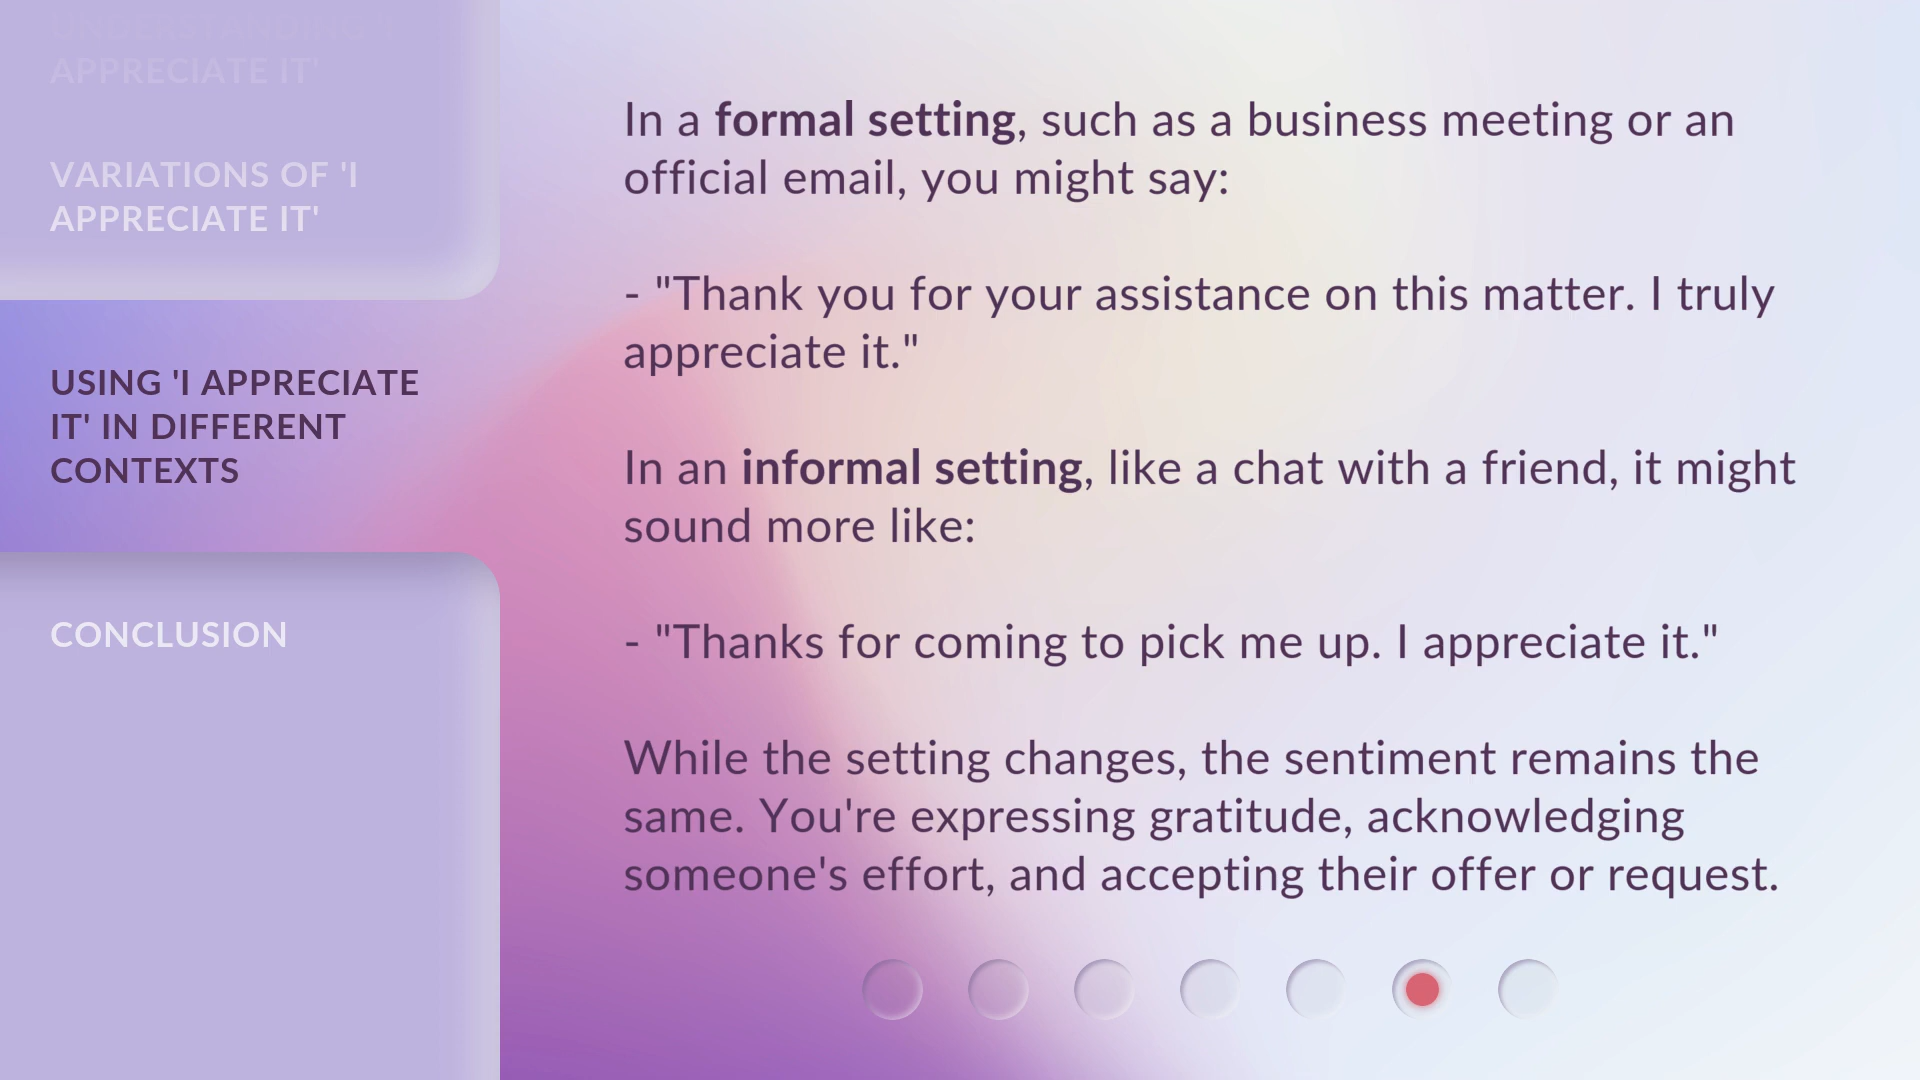 UNDERSTANDING 'I
APPRECIATE IT'
VARIATIONS OF 'I
APPRECIATE IT'
USING 'I APPRECIATE
IT' IN DIFFERENT
CONTEXTS
CONCLUSION
In a formal setting, such as a business meeting or an
official email, you might say:
- "Thank you for your assistance on this matter. I truly
appreciate it."
In an informal setting, like a chat with a friend, it might
sound more like:
- "Thanks for coming to pick me up. I appreciate it."
While the setting changes, the sentiment remains the
same. You're expressing gratitude, acknowledging
someone's effort, and accepting their offer or request.